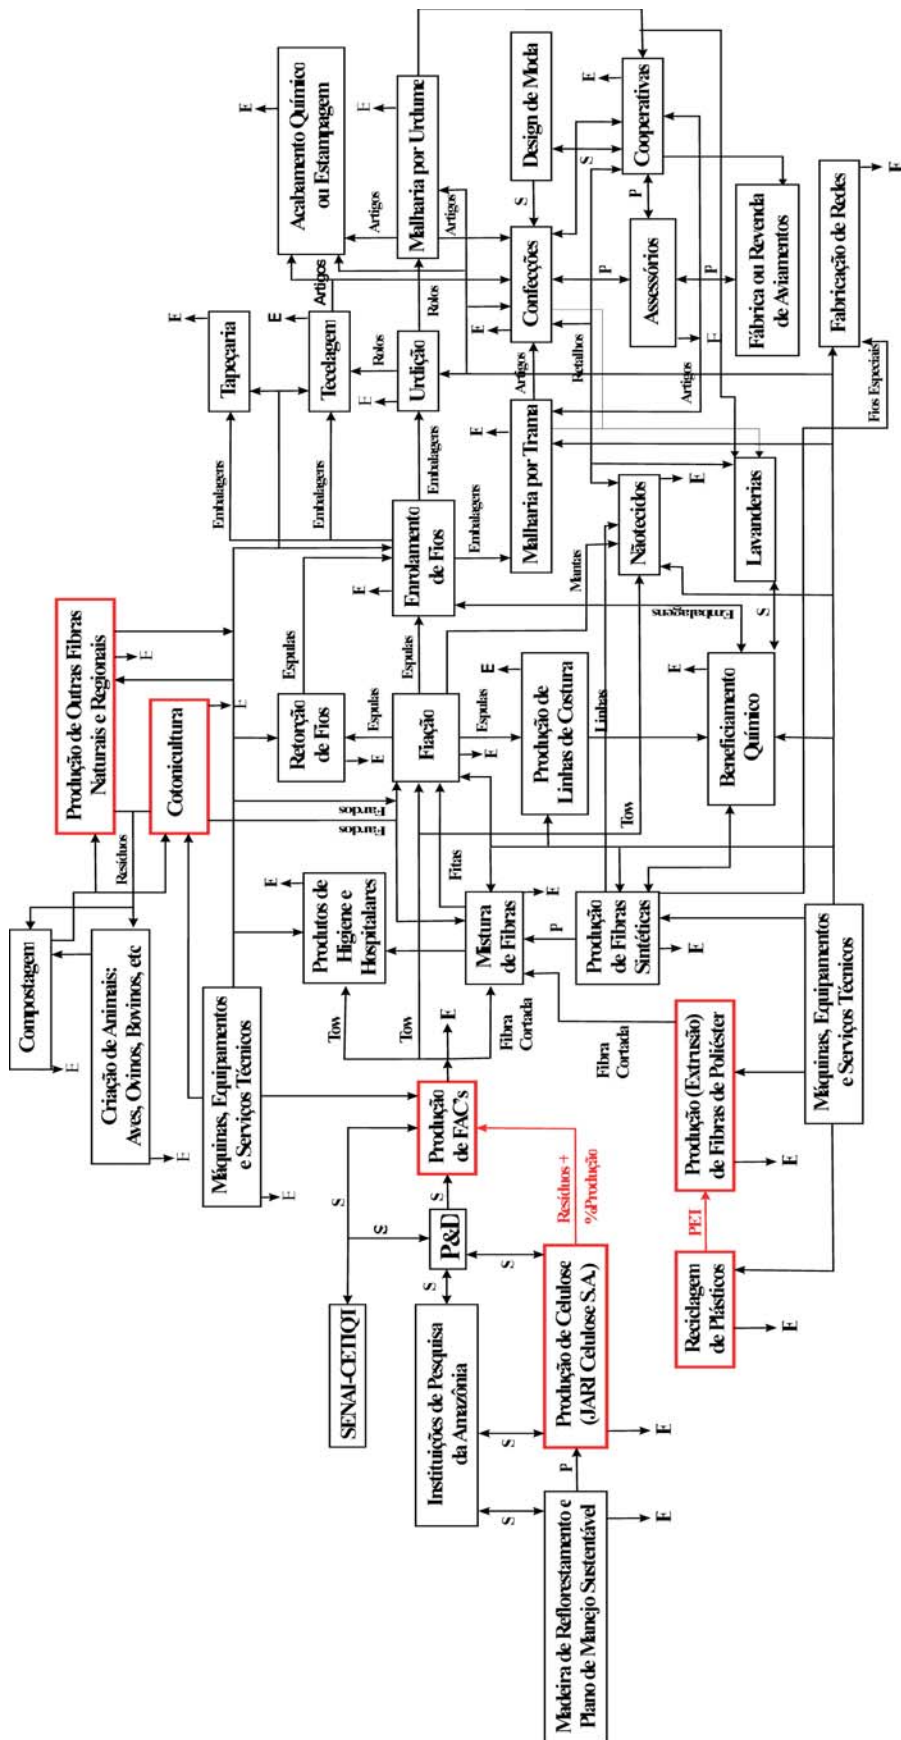 Compostagem
E
Criação de Animais:
Aves, Ovinos, Bovinos, etc
E
Resíduos
Produção de Outras Fibras
Naturais e Regionais
E
Cotonicultura
E
Máquinas, Equipamentos
e Serviços Técnicos
E
Embalagens
Tapeçaria
E
Acabamento Químico
ou Estampagem
E
Produtos de
Higiene e
Hospitalares
E
Retorção
de Fios
E
Espulas
Embalagens
Tecelagem
E
Artigos
SENAI-CETIQT
S
S
Tow
Tow
Fardos
Fardos
Espulas
Rolos
Artigos
Instituições de Pesquisa
da Amazônia
S
P&D
S
Produção
de FAC's
E
Fiação
E
Espulas
Enrolamento
de Fios
E
Embalagens
Urdição
E
Rolos
Malharia por Urdume
E
Artigos
Fitas
Mistura
de Fibras
E
Fibra
Cortada
Espulas
Embalagens
S
S
S
Madeira de Reflorestamento e
Plano de Manejo Sustentável
E
P
Produção de Celulose
(JARI Celulose S.A.)
E
Resíduos +
%Produção
P
Produção de
Linhas de Costura
E
Malharia por Trama
E
Artigos
Confecções
E
S
Design de Moda
S
Produção
de Fibras
Sintéticas
E
Fibra
Cortada
Linhas
Mantas
Retalhos
P
Tow
Nãotecidos
E
Assessórios
E
P
Cooperativas
E
Artigos
Reciclagem
de Plásticos
E
PET
Produção (Extrusão)
de Fibras de Poliéster
E
Beneficiamento
Químico
E
Embalagens
S
Lavanderias
P
Fábrica ou Revenda
de Aviamentos
Máquinas, Equipamentos
e Serviços Técnicos
Fios Especiais
Fabricação de Redes
E